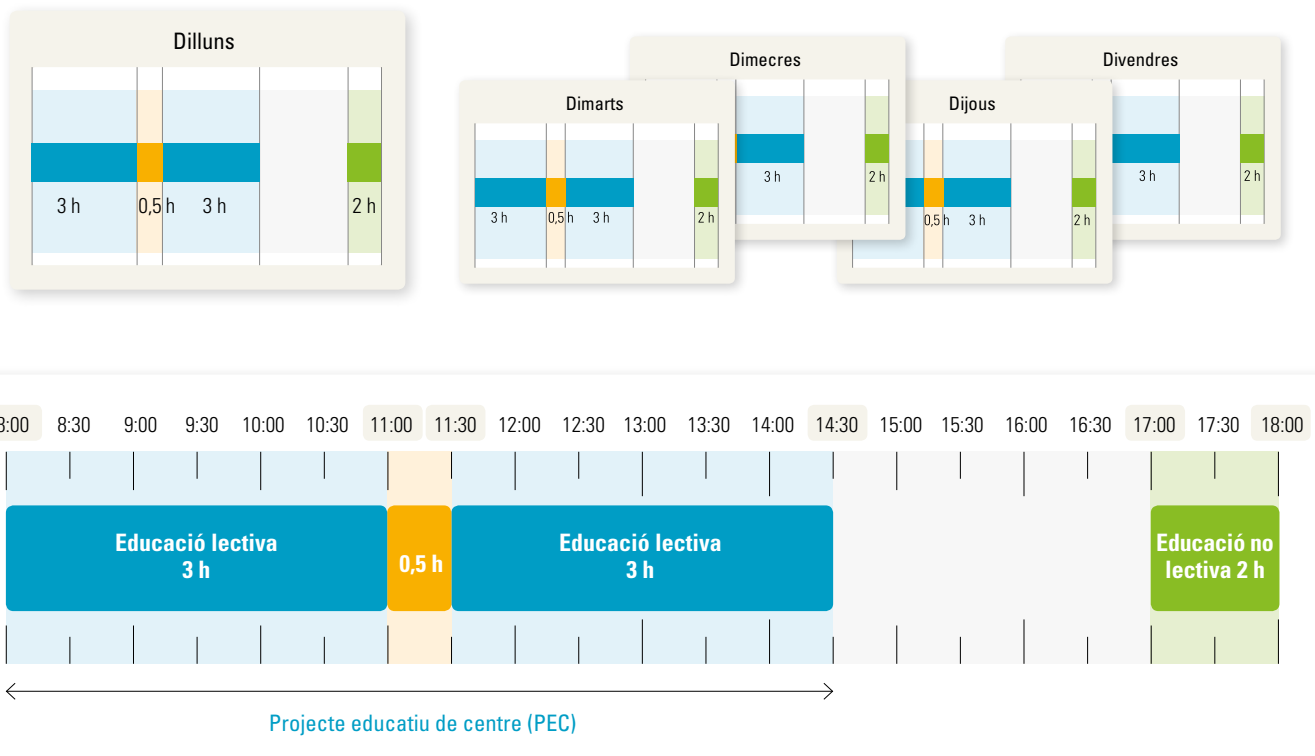 Dilluns
3 h 0,5 h 3 h 2 h
Dimarts
3 h 0,5 h 3 h 2 h
Dimecres
3 h 2 h
Dijous
0,5 h 3 h 2 h
Divendres
3 h 2 h
8:00 8:30 9:00 9:30 10:00 10:30 11:00 11:30 12:00 12:30 13:00 13:30 14:00 14:30 15:00 15:30 16:00 16:30 17:00 17:30 18:00
Educació lectiva
3 h
0,5 h
Educació lectiva
3 h
Educació no
lectiva 2 h
Projecte educatiu de centre (PEC)